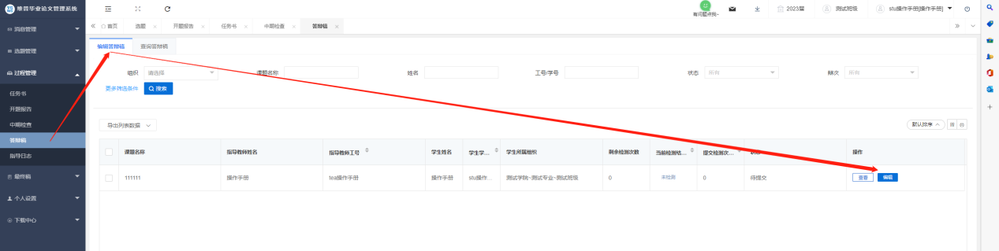 维普毕业论文管理系统
有问题点我~
2023届
测试班级
stu操作手册[操作手册]
消息管理
选题管理
过程管理
任务书
开题报告
中期检查
答辩稿
指导日志
最终稿
个人设置
下载中心
首页
选题
开题报告
任务书
中期检查
答辩稿
编辑答辩稿
查询答辩稿
组织
请选择
课题名称
姓名
工号/学号
状态
所有
辩次
所有
更多筛选条件
搜索
导出列表数据
默认排序
课题名称
指导教师姓名
指导教师工号
学生姓名
学生学...
学生所属组织
剩余检测次数
当前检测结...
提交检测次...
操作
111111
操作手册
tea操作手册
操作手册
stu操作...
测试学院~测试专业~测试班级
0
未检测
0
待提交
查看
编辑